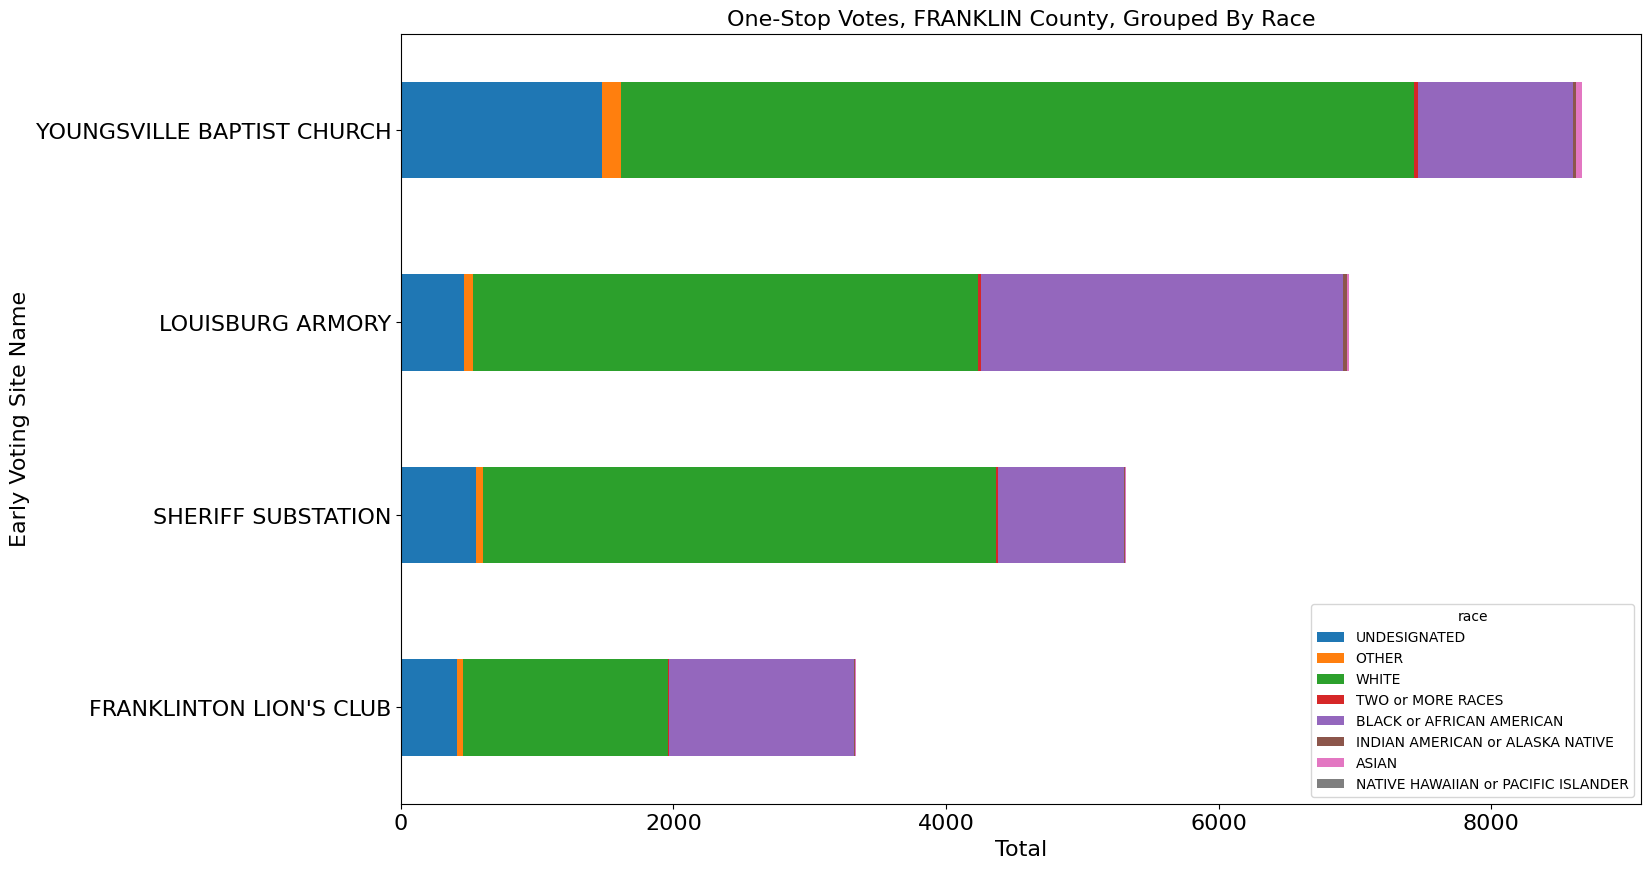 One-Stop Votes, FRANKLIN County, Grouped By Race
Early Voting Site Name
YOUNGSVILLE BAPTIST CHURCH
LOUISBURG ARMORY
SHERIFF SUBSTATION
FRANKLINTON LION'S CLUB
race
UNDESIGNATED
OTHER
WHITE
TWO or MORE RACES
BLACK or AFRICAN AMERICAN
INDIAN AMERICAN or ALASKA NATIVE
ASIAN
NATIVE HAWAIIAN or PACIFIC ISLANDER
0 2000 4000 6000 8000
Total